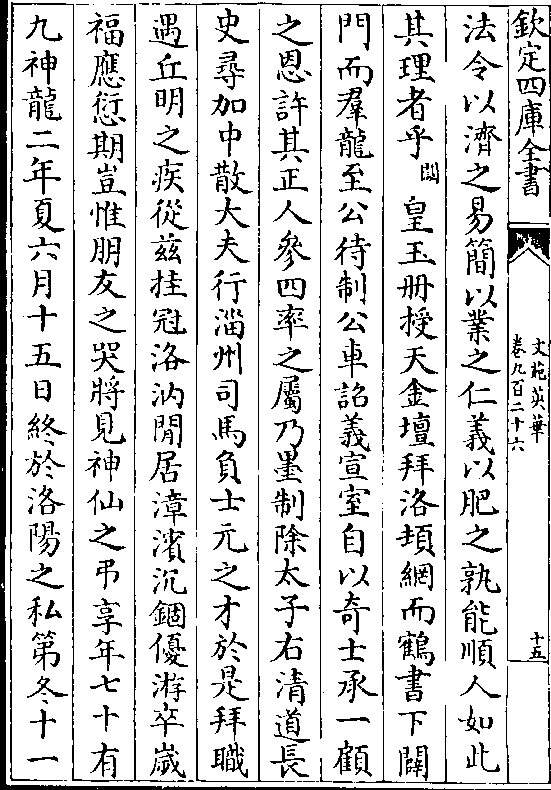 欽定四庫全書
文苑英華
卷九百二十六
十五
法令以濟之易簡以業之仁義以肥之孰能順人如此
其理者乎闕皇王册授天金壇拜洛頓網而鶴書下闢
門而羣龍至公待制公車詔義宣室自以奇士承一顧
之恩許其正人參四率之屬乃墨制除太子右清道長
史尋加中散大夫行淄州司馬負士元之才於是拜職
遇丘明之疾從兹挂冠洛汭閒居漳濱沉錮優游卒歲
福應愆期豈惟朋友之哭將見神仙之弔享年七十有
九神龍二年夏六月十五日終於洛陽之私第冬十一